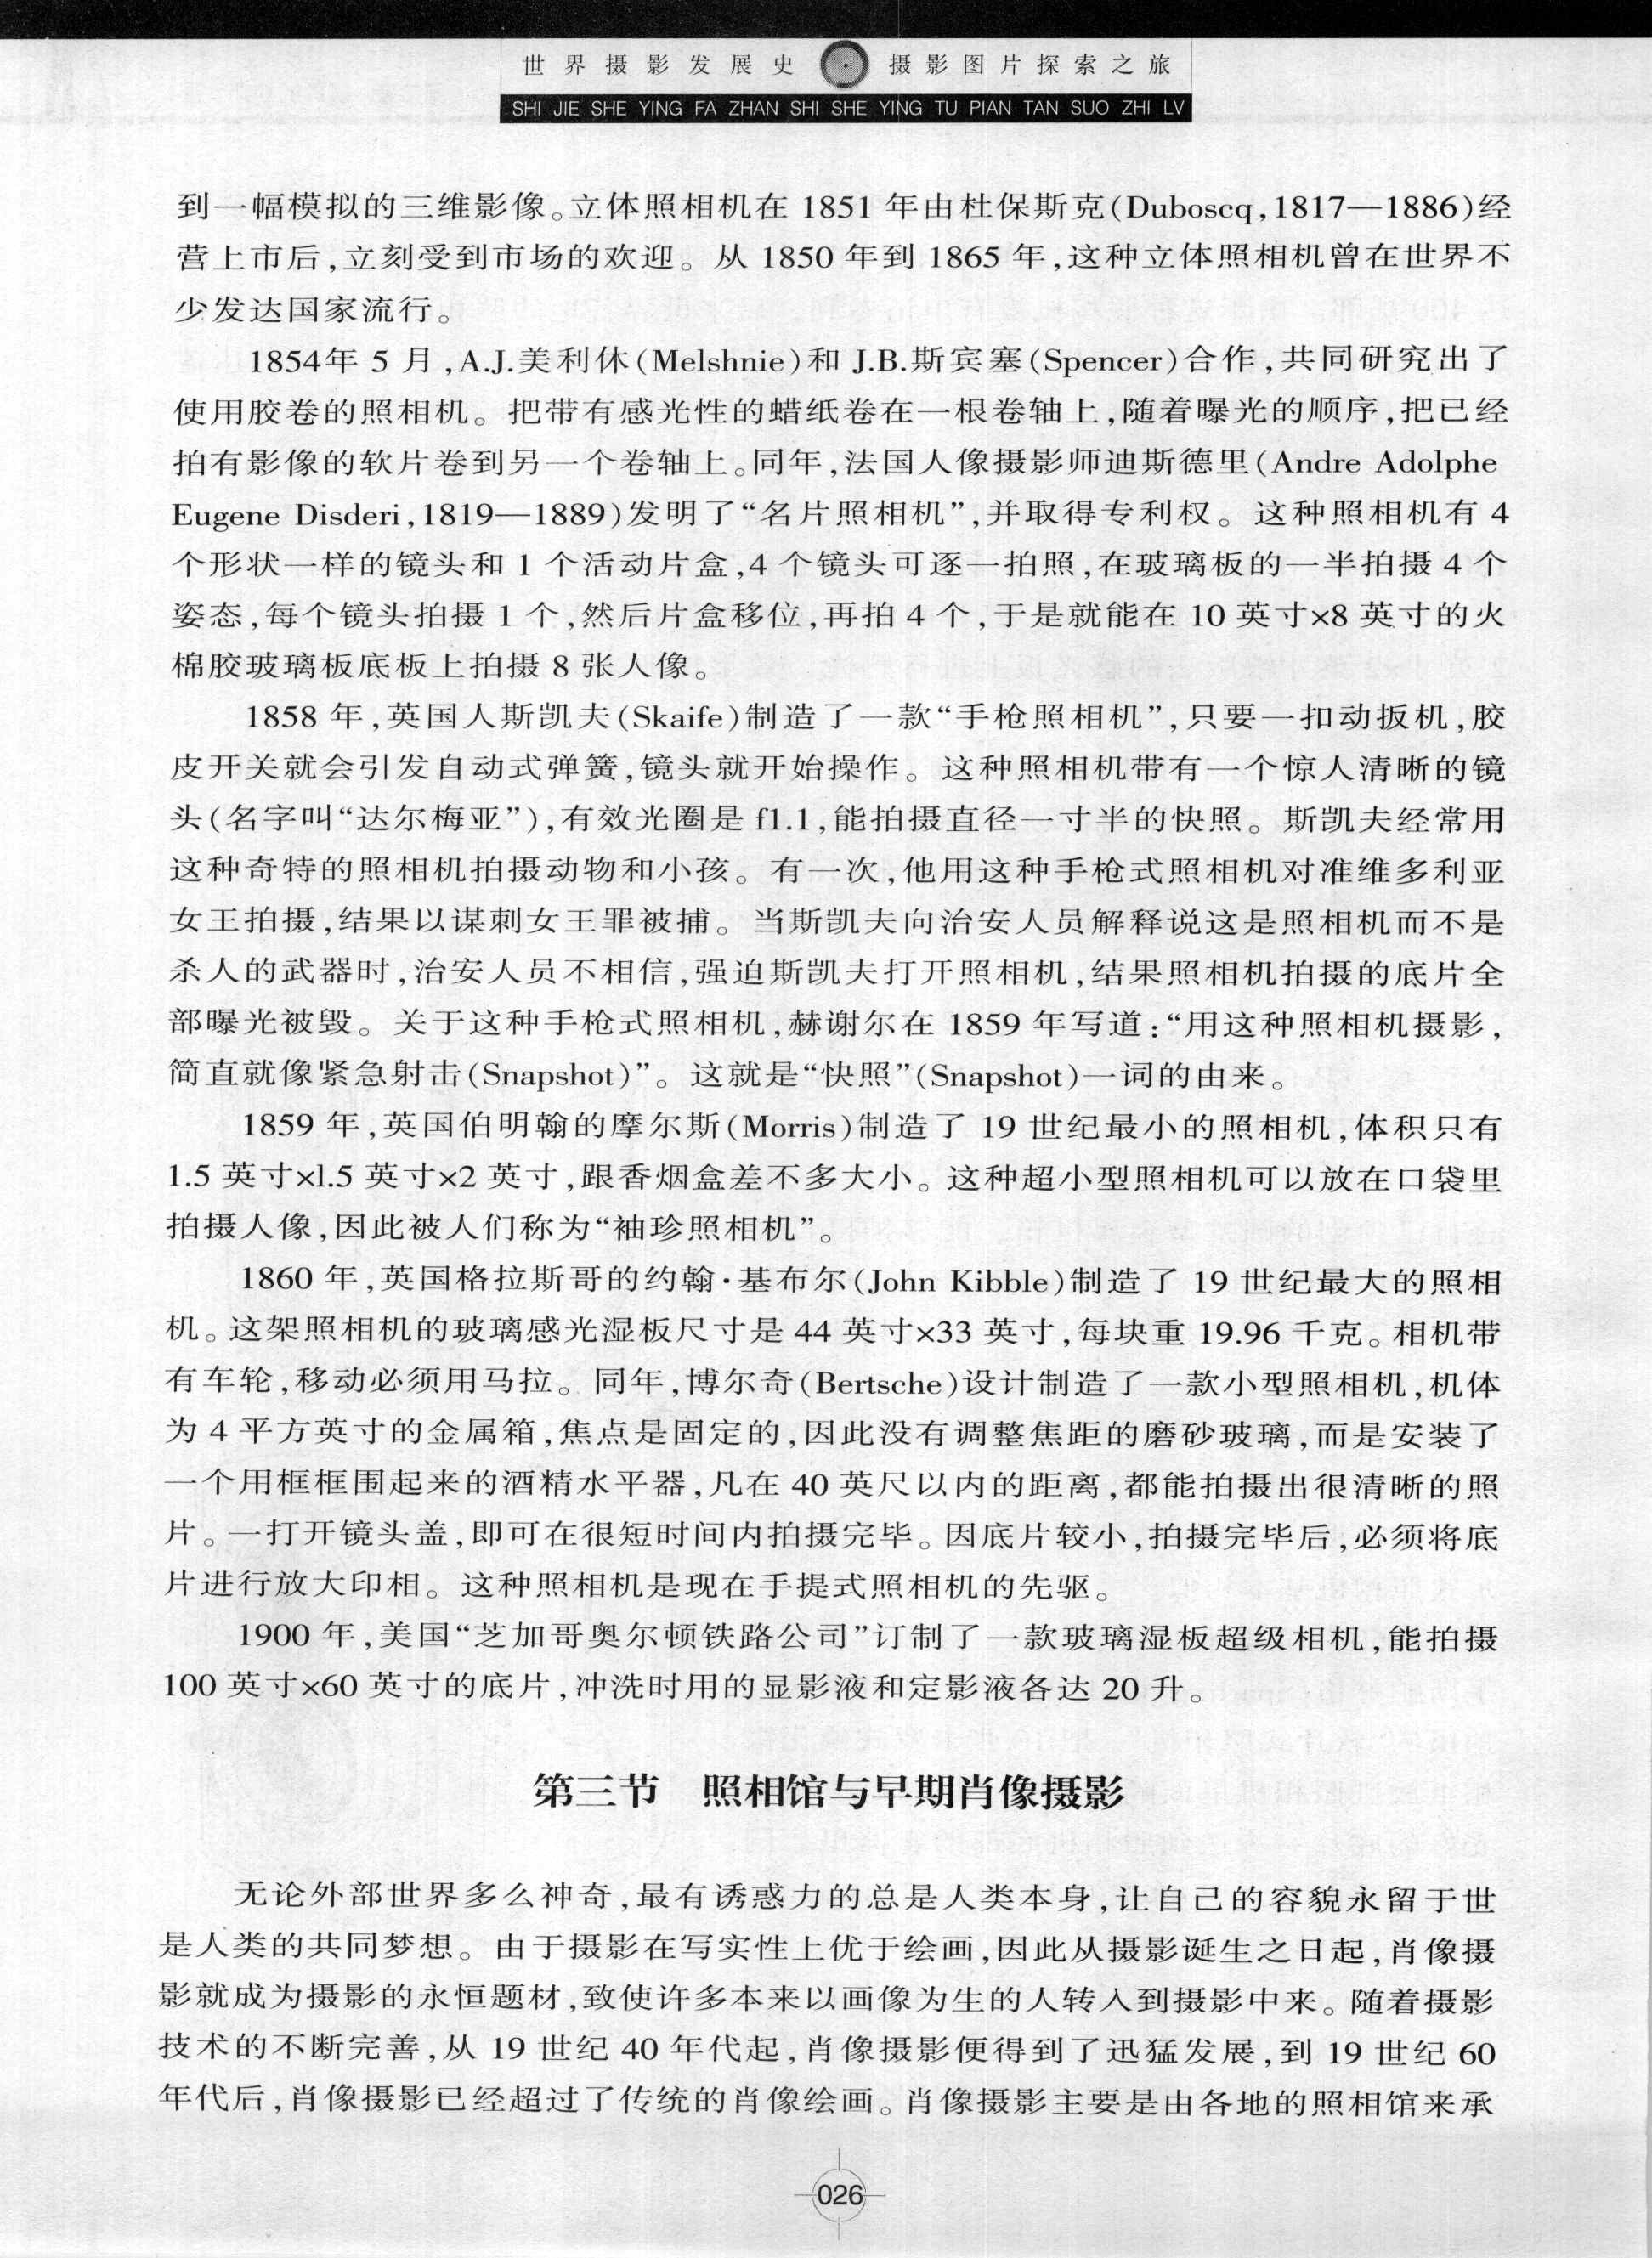 世界摄影发展史 摄影图片探索之旅
SHI JIE SHE YING FA ZHAN SHI SHE YING TU PIAN TAN SUO ZHI LV
到一幅模拟的三维影像。立体照相机在 1851 年由杜保斯克(Duboscq,1817—1886)经
营上市后,立刻受到市场的欢迎。从 1850 年到 1865 年,这种立体照相机曾在世界不
少发达国家流行。
1854年 5 月,A.J.美利休(Melshnie)和 J.B.斯宾塞(Spencer)合作,共同研究出了
使用胶卷的照相机。把带有感光性的蜡纸卷在一根卷轴上,随着曝光的顺序,把已经
拍有影像的软片卷到另一个卷轴上。同年,法国人像摄影师迪斯德里(Andre Adolphe
Eugene Disderi,1819—1889)发明了“名片照相机”,并取得专利权。这种照相机有 4
个形状一样的镜头和 1 个活动片盒,4 个镜头可逐一拍照,在玻璃板的一半拍摄 4 个
姿态,每个镜头拍摄 1 个,然后片盒移位,再拍 4 个,于是就能在 10 英寸×8 英寸的火
棉胶玻璃板底板上拍摄 8 张人像。
1858 年,英国人斯凯夫(Skaife)制造了一款“手枪照相机”,只要一扣动扳机,胶
皮开关就会引发自动式弹簧,镜头就开始操作。这种照相机带有一个惊人清晰的镜
头(名字叫“达尔梅亚”),有效光圈是 f1.1,能拍摄直径一寸半的快照。斯凯夫经常用
这种奇特的照相机拍摄动物和小孩。有一次,他用这种手枪式照相机对准维多利亚
女王拍摄,结果以谋刺女王罪被捕。当斯凯夫向治安人员解释说这是照相机而不是
杀人的武器时,治安人员不相信,强迫斯凯夫打开照相机,结果照相机拍摄的底片全
部曝光被毁。关于这种手枪式照相机,赫谢尔在 1859 年写道:“用这种照相机摄影,
简直就像紧急射击(Snapshot)”。这就是“快照”(Snapshot)一词的由来。
1859 年,英国伯明翰的摩尔斯(Morris)制造了 19 世纪最小的照相机,体积只有
1.5 英寸×l.5 英寸×2 英寸,跟香烟盒差不多大小。这种超小型照相机可以放在口袋里
拍摄人像,因此被人们称为“袖珍照相机”。
1860 年,英国格拉斯哥的约翰·基布尔(John Kibble)制造了 19 世纪最大的照相
机。这架照相机的玻璃感光湿板尺寸是 44 英寸×33 英寸,每块重 19.96 千克。相机带
有车轮,移动必须用马拉。同年,博尔奇(Bertsche)设计制造了一款小型照相机,机体
为 4 平方英寸的金属箱,焦点是固定的,因此没有调整焦距的磨砂玻璃,而是安装了
一个用框框围起来的酒精水平器,凡在 40 英尺以内的距离,都能拍摄出很清晰的照
片。一打开镜头盖,即可在很短时间内拍摄完毕。因底片较小,拍摄完毕后,必须将底
片进行放大印相。这种照相机是现在手提式照相机的先驱。
1900 年,美国“芝加哥奥尔顿铁路公司”订制了一款玻璃湿板超级相机,能拍摄
100 英寸×60 英寸的底片,冲洗时用的显影液和定影液各达 20 升。
第三节 照相馆与早期肖像摄影
无论外部世界多么神奇,最有诱惑力的总是人类本身,让自己的容貌永留于世
是人类的共同梦想。由于摄影在写实性上优于绘画,因此从摄影诞生之日起,肖像摄
影就成为摄影的永恒题材,致使许多本来以画像为生的人转入到摄影中来。随着摄影
技术的不断完善,从 19 世纪 40 年代起,肖像摄影便得到了迅猛发展,到 19 世纪 60
年代后,肖像摄影已经超过了传统的肖像绘画。肖像摄影主要是由各地的照相馆来承
026